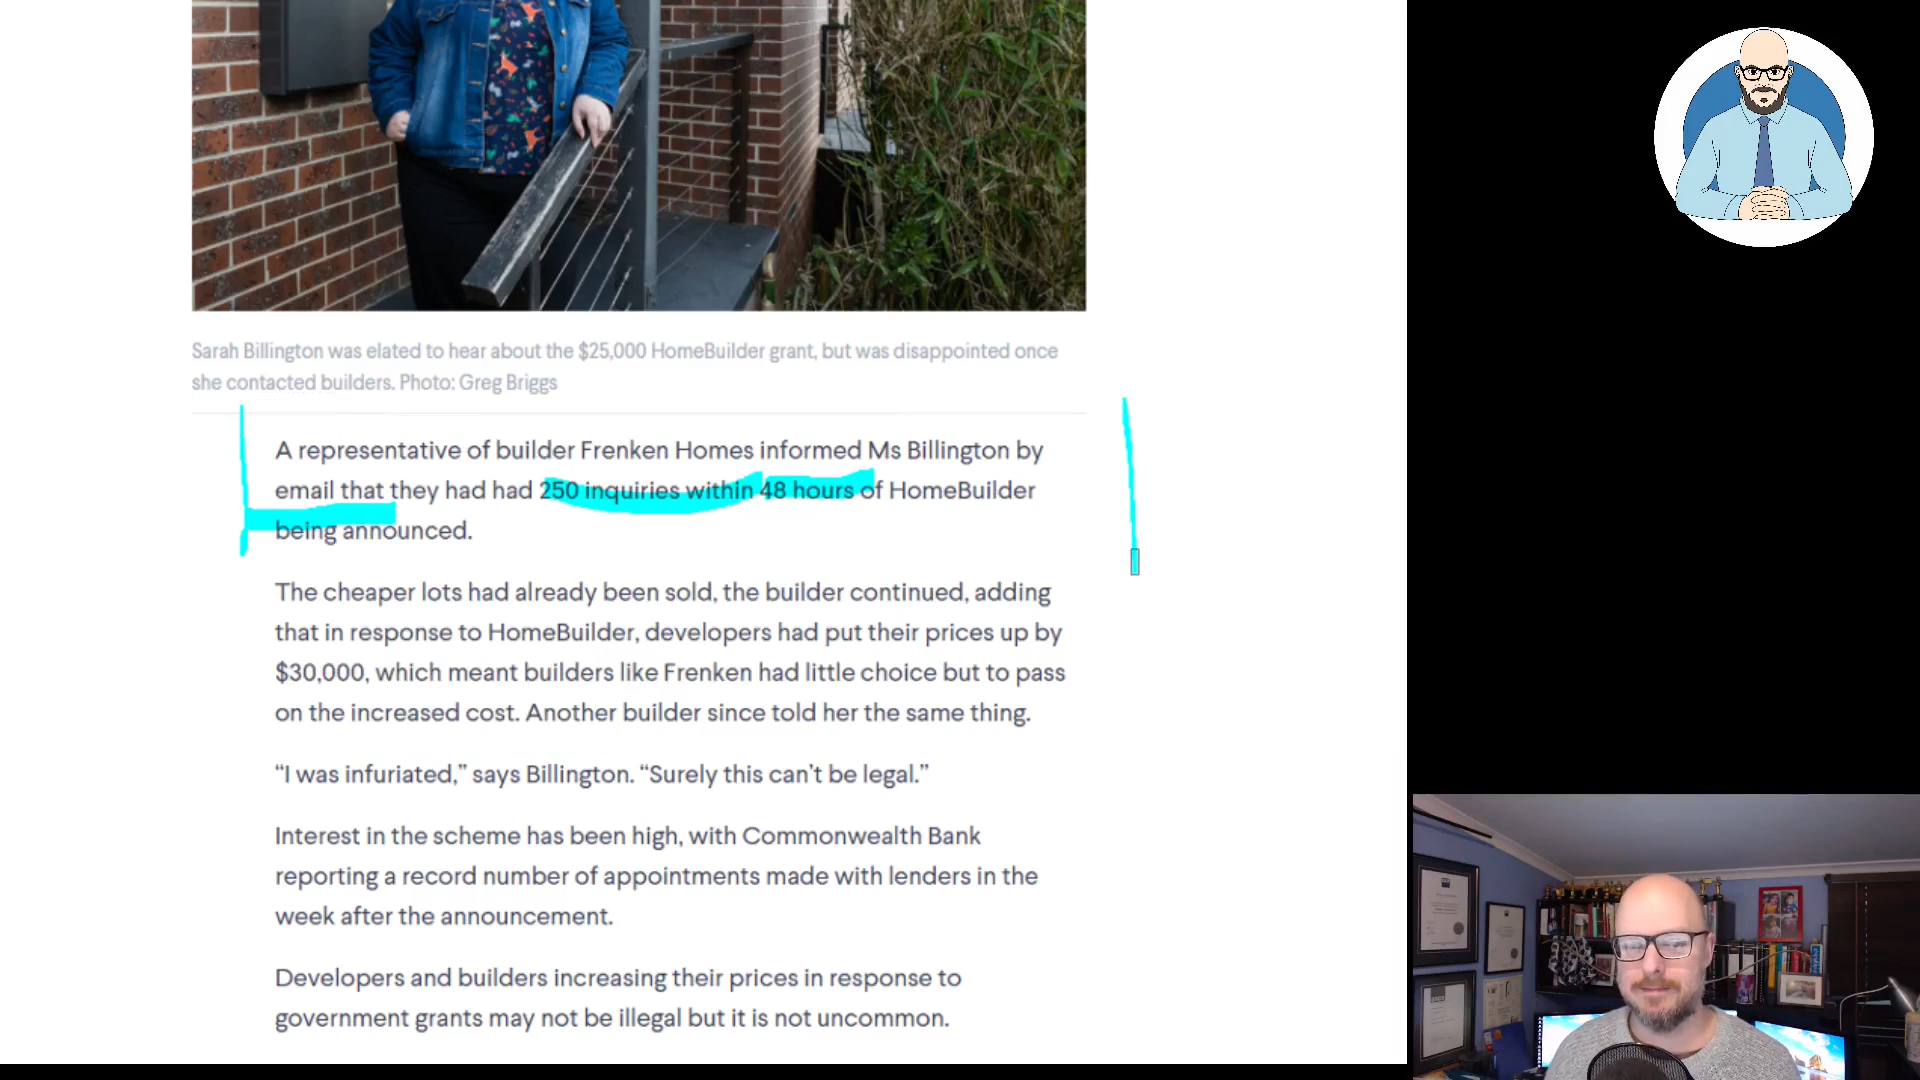 Sarah Billington was elated to hear about the $25,000 HomeBuilder grant, but was disappointed once
she contacted builders. Photo: Greg Briggs
A representative of builder Frenken Homes informed Ms Billington by
email that they had had 250 inquiries within 48 hours of HomeBuilder
being announced.
The cheaper lots had already been sold, the builder continued, adding
that in response to HomeBuilder, developers had put their prices up by
$30,000, which meant builders like Frenken had little choice but to pass
on the increased cost. Another builder since told her the same thing.
“I was infuriated,” says Billington. “Surely this can’t be legal.”
Interest in the scheme has been high, with Commonwealth Bank
reporting a record number of appointments made with lenders in the
week after the announcement.
Developers and builders increasing their prices in response to
government grants may not be illegal but it is not uncommon.